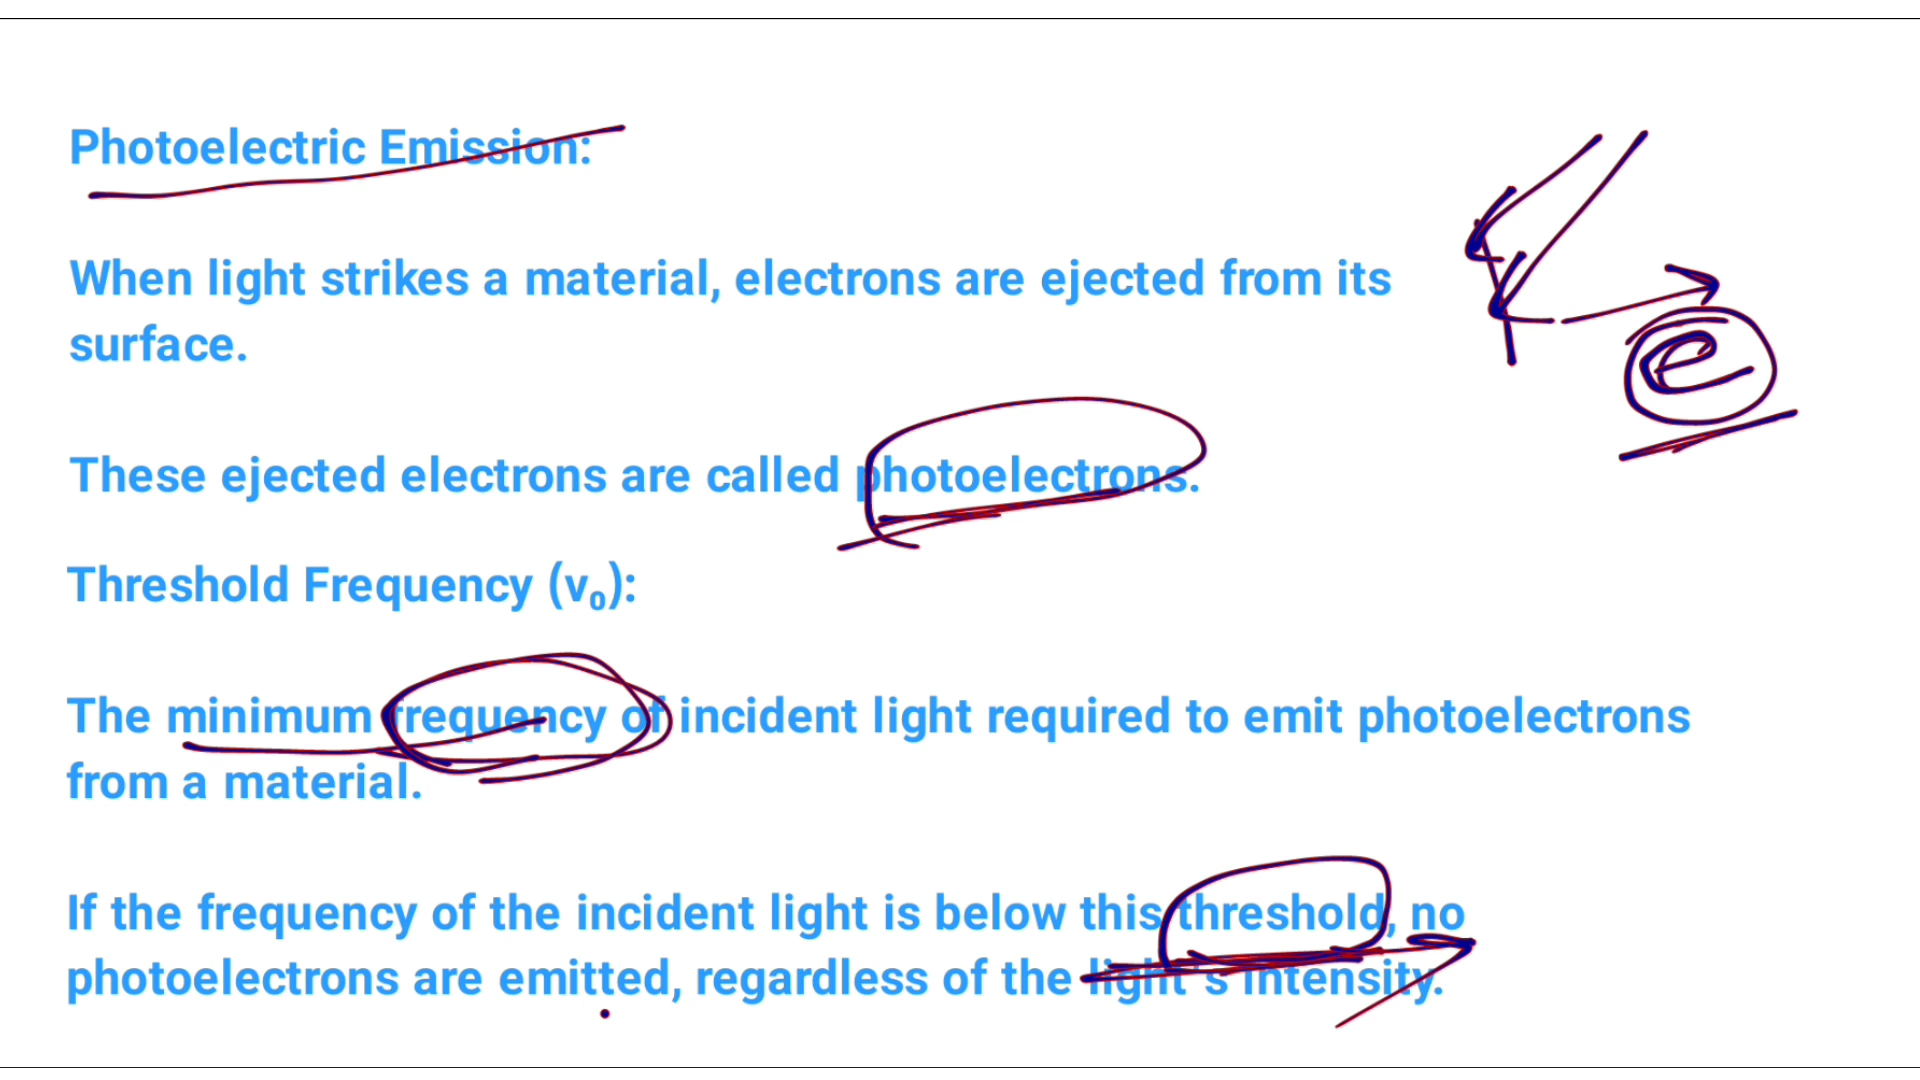 Photoelectric Emission:
When light strikes a material, electrons are ejected from its
surface.
e
These ejected electrons are called photoelectrons.
Threshold Frequency (v₀):
The minimum frequency of incident light required to emit photoelectrons
from a material.
If the frequency of the incident light is below this threshold, no
photoelectrons are emitted, regardless of the light's intensity.